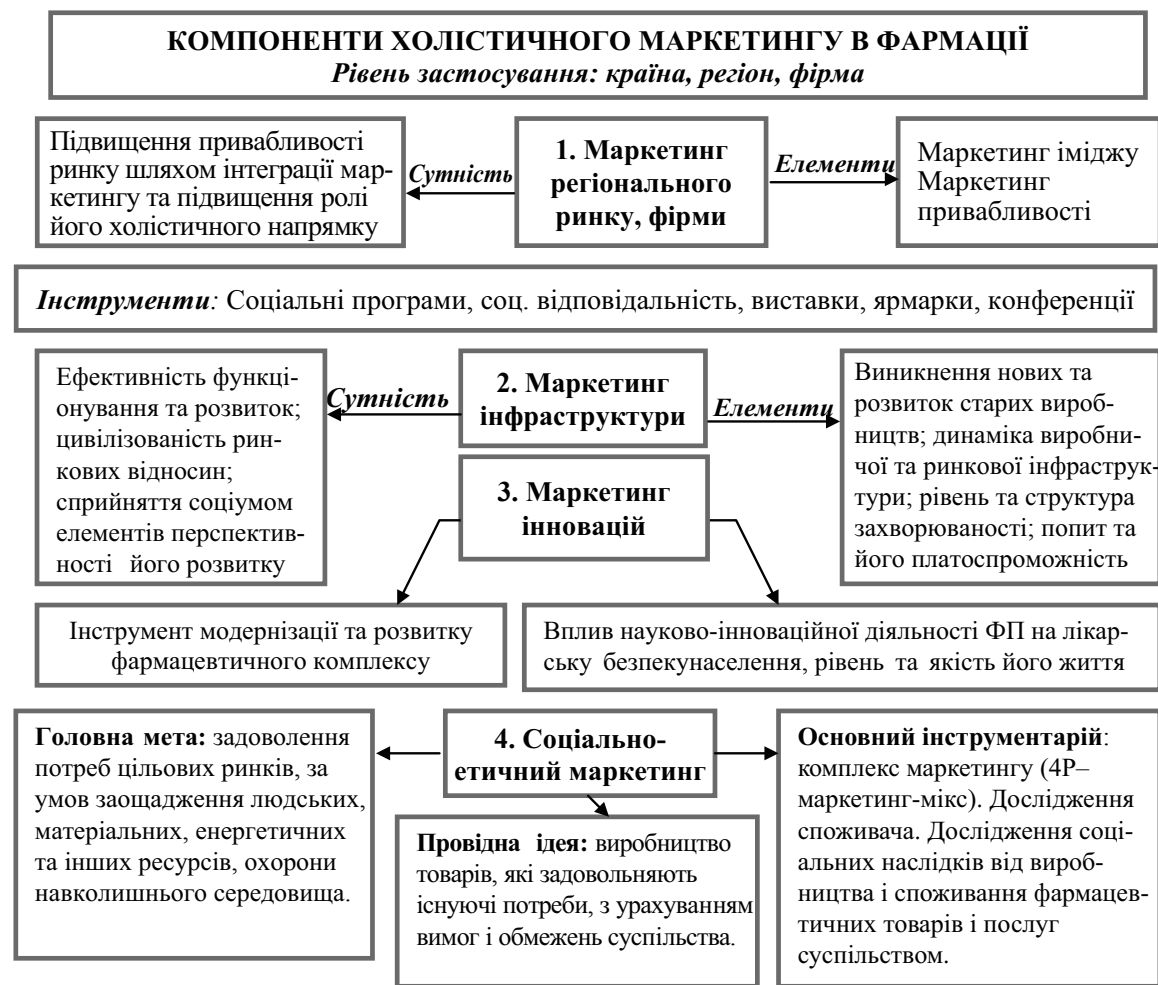 КОМПОНЕНТИ ХОЛІСТИЧНОГО МАРКЕТИНГУ В ФАРМАЦІЇ
Рівень застосування: країна, регіон, фірма
Підвищення привабливості
ринку шляхом інтеграції мар-
кетингу та підвищення ролі
його холістичного напрямку
Сутність
1. Маркетинг
регіонального
ринку, фірми
Елементи
Маркетинг іміджу
Маркетинг
привабливості
Інструменти: Соціальні програми, соц. відповідальність, виставки, ярмарки, конференції
Ефективність функці-
онування та розвиток;
цивілізованість рин-
кових відносин;
сприйняття соціумом
елементів перспектив-
ності його розвитку
Сутність
2. Маркетинг
інфраструктури
Елементи
Виникнення нових та
розвиток старих вироб-
ництв; динаміка виробни-
чої та ринкової інфраструк-
тури; рівень та структура
захворюваності; попит та
його платоспроможність
3. Маркетинг
інновацій
Інструмент модернізації та розвитку
фармацевтичного комплексу
Вплив науково-інноваційної діяльності ФП на лікар-
ську безпекунаселення, рівень та якість його життя
Головна мета: задоволення
потреб цільових ринків, за
умов заощадження людських,
матеріальних, енергетичних
та інших ресурсів, охорони
навколишнього середовища.
4. Соціально-
етичний маркетинг
Провідна ідея: виробництво
товарів, які задовольняють
існуючі потреби, з урахуванням
вимог і обмежень суспільства.
Основний інструментарій:
комплекс маркетингу (4Р–
маркетинг-мікс). Дослідження
споживача. Дослідження соці-
альних наслідків від вироб-
ництва і споживання фармацев-
тичних товарів і послуг
суспільством.